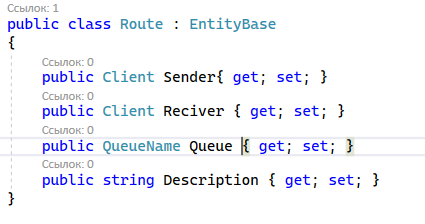 Ссылок: 1
public class Route : EntityBase
{
Ссылок: 0
public Client Sender{ get; set; }
Ссылок: 0
public Client Reciver { get; set; }
Ссылок: 0
public QueueName Queue { get; set; }
Ссылок: 0
public string Description { get; set; }
}